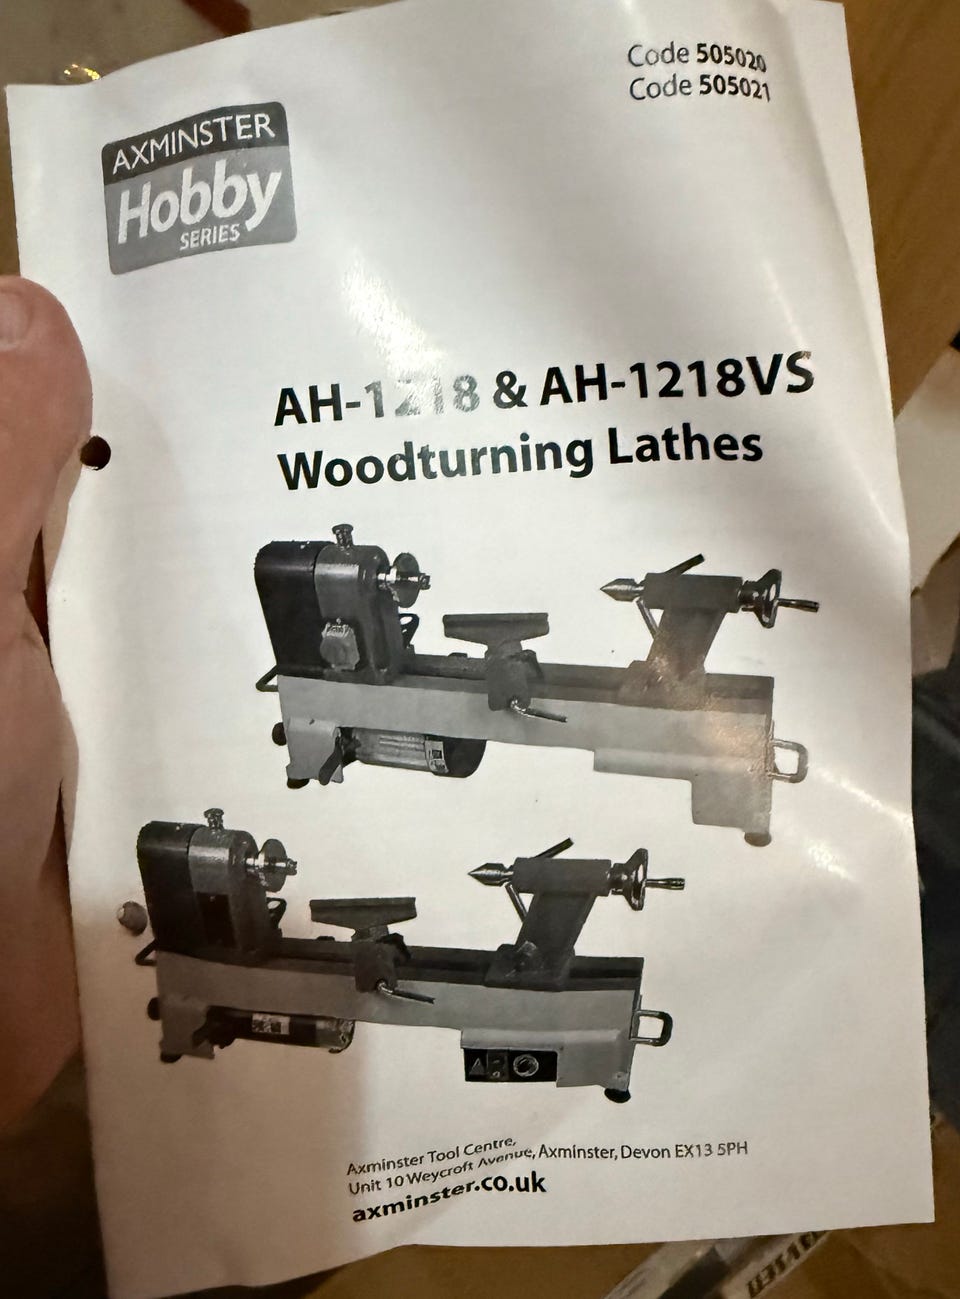 Code 505020
Code 505021
AXMINSTER
Hobby
SERIES
AH-1218 & AH-1218VS
Woodturning Lathes
Axminster Tool Centre,
Unit 10 Weycroft Avenue, Axminster, Devon EX13 5PH
axminster.co.uk